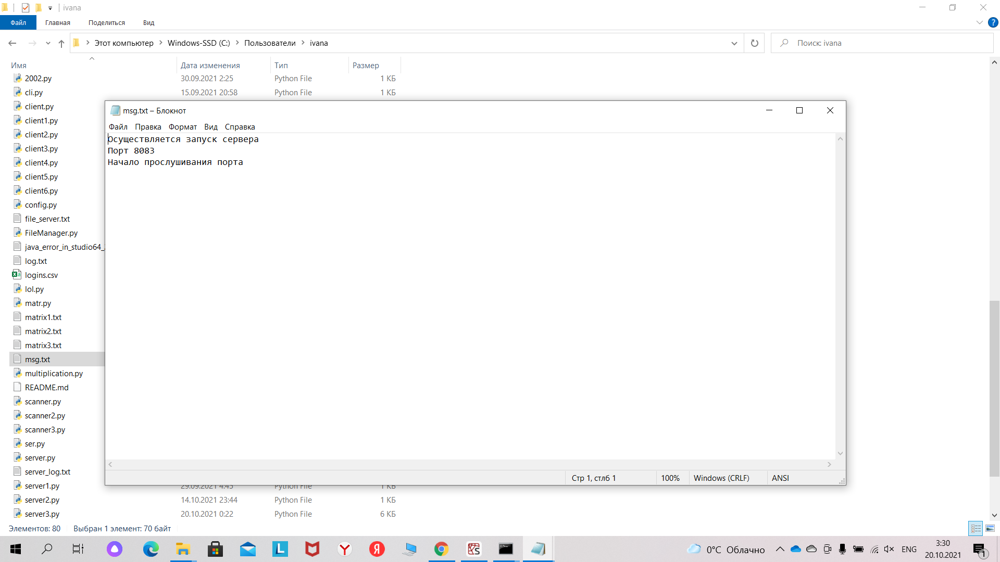 ivana
Файл Главная Поделиться Вид
Этот компьютер Windows-SSD (C:) Пользователи ivana
Поиск: ivana
Имя Дата изменения Тип Размер
2002.py 30.09.2021 2:25 Python File 1 КБ
cli.py 15.09.2021 20:58 Python File 1 КБ
client.py
client1.py
client2.py
client3.py
client4.py
client5.py
client6.py
config.py
file_server.txt
FileManager.py
java_error_in_studio64_
log.txt
logins.csv
lol.py
matr.py
matrix1.txt
matrix2.txt
matrix3.txt
msg.txt
multiplication.py
README.md
scanner.py
scanner2.py
scanner3.py
ser.py
server.py
server_log.txt
server1.py 29.09.2021 4:45 Python File 1 КБ
server2.py 14.10.2021 23:44 Python File 1 КБ
server3.py 20.10.2021 0:22 Python File 6 КБ
msg.txt – Блокнот
Файл Правка Формат Вид Справка
Осуществляется запуск сервера
Порт 8083
Начало прослушивания порта
Стр 1, стлб 1 100% Windows (CRLF) ANSI
Элементов: 80 Выбран 1 элемент: 70 байт
0°C Облачно ENG 3:30
20.10.2021
1